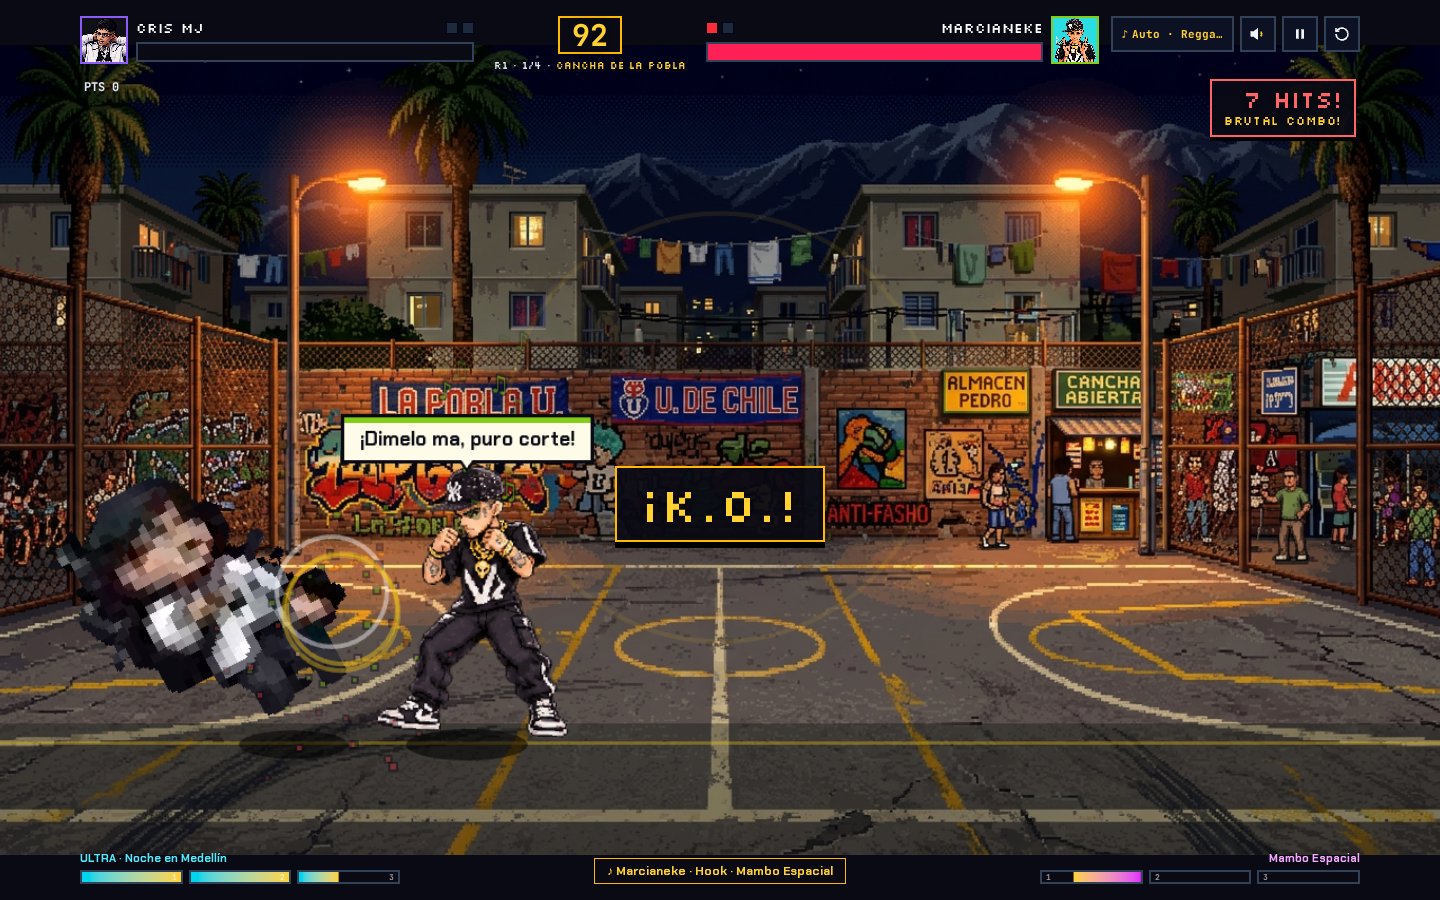 CRIS MJ
92
MARCIANEKE
♪ Auto · Regga…
R1 · 1/4 · CANCHA DE LA POBLA
PTS 0
7 HITS!
BRUTAL COMBO!
LA POBLA U.
U. DE CHILE
ALMACEN
PEDRO
CANCHA
ABIERTA
¡Dimelo ma, puro corte!
¡K.O.!
ANTI-FASHO
ULTRA · Noche en Medellín
Mambo Espacial
♪ Marcianeke · Hook · Mambo Espacial
1
2
3
1
2
3